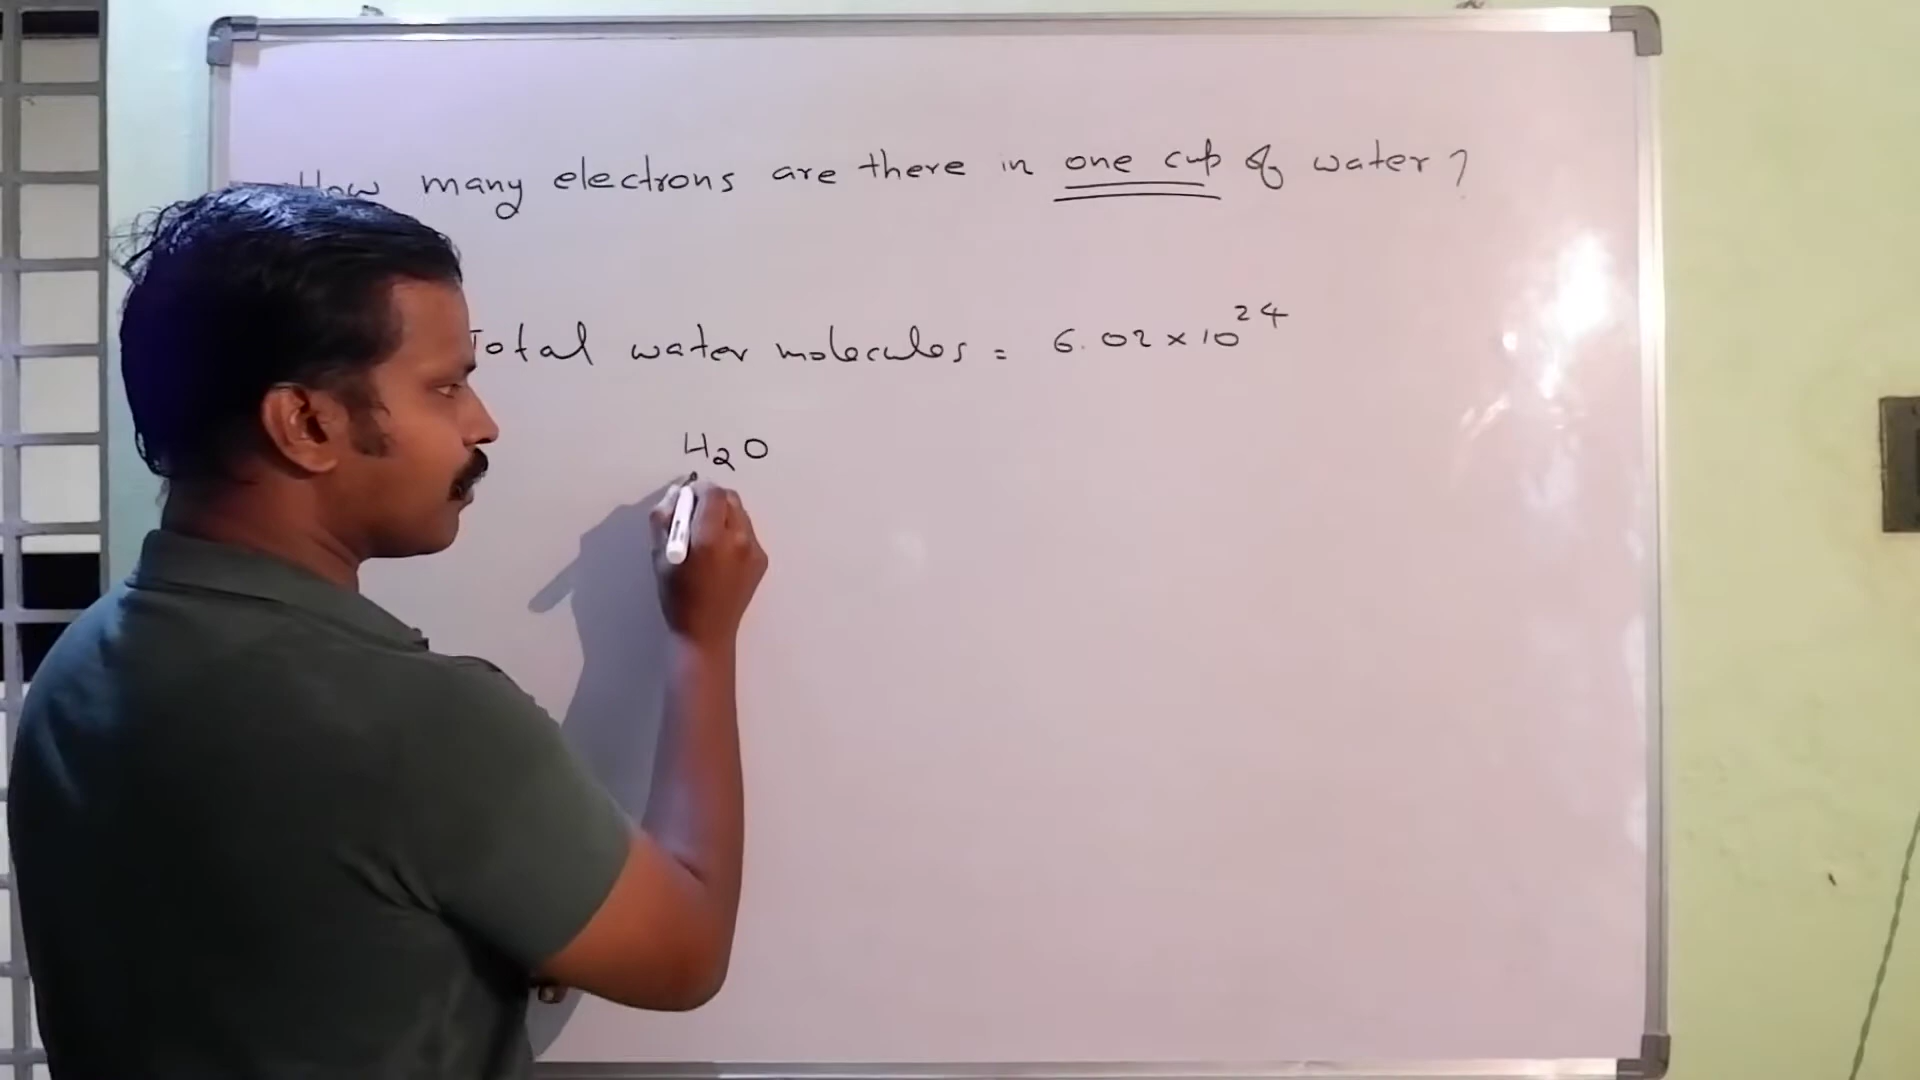 How many electrons are there in one cup of water?
Total water molecules = 6.02 × 10²⁴
H₂O